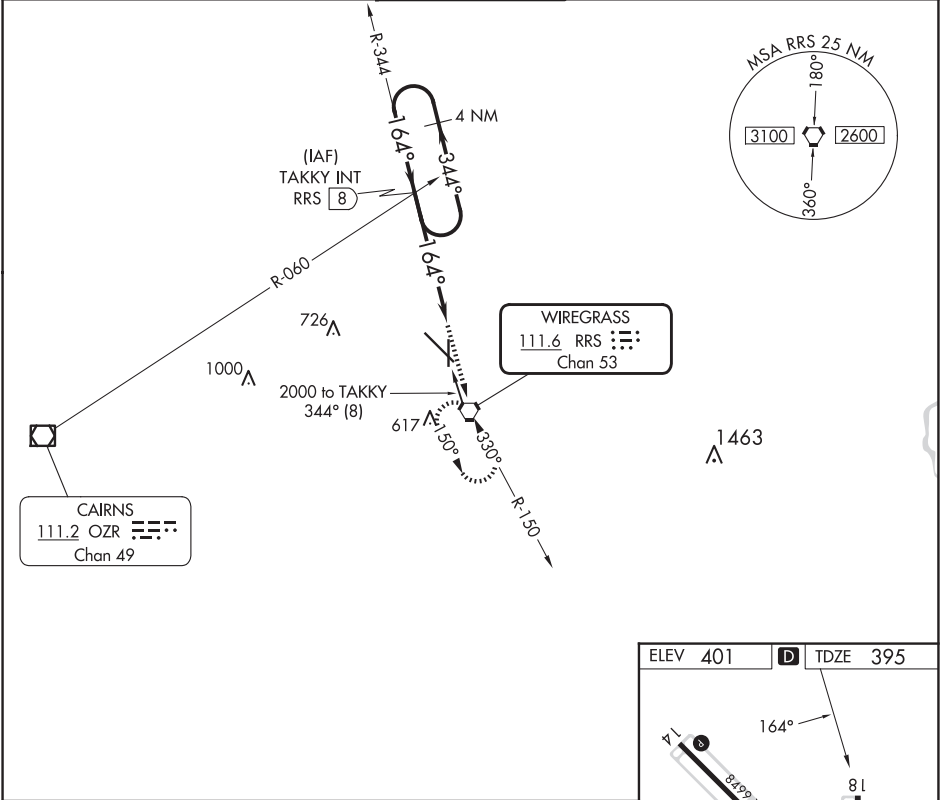 R-344
MSA RRS 25 NM
180°
4 NM
164°
344°
3100
2600
(IAF)
TAKKY INT
RRS 8
360°
164°
R-060
WIREGRASS
111.6 RRS
Chan 53
726
1000
2000 to TAKKY
344° (8)
617
150°
330°
1463
R-150
CAIRNS
111.2 OZR
Chan 49
ELEV 401 D TDZE 395
164°
14
P
8499
18